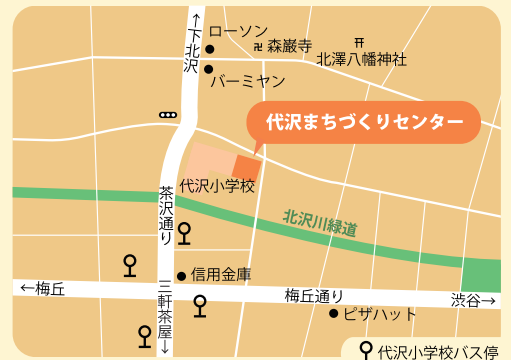 ←下北沢
ローソン
卍 森巌寺
北澤八幡神社
バーミヤン
代沢まちづくりセンター
代沢小学校
茶沢通り
北沢川緑道
信用金庫
←梅丘
三軒茶屋↓
梅丘通り
渋谷→
ピザハット
代沢小学校バス停